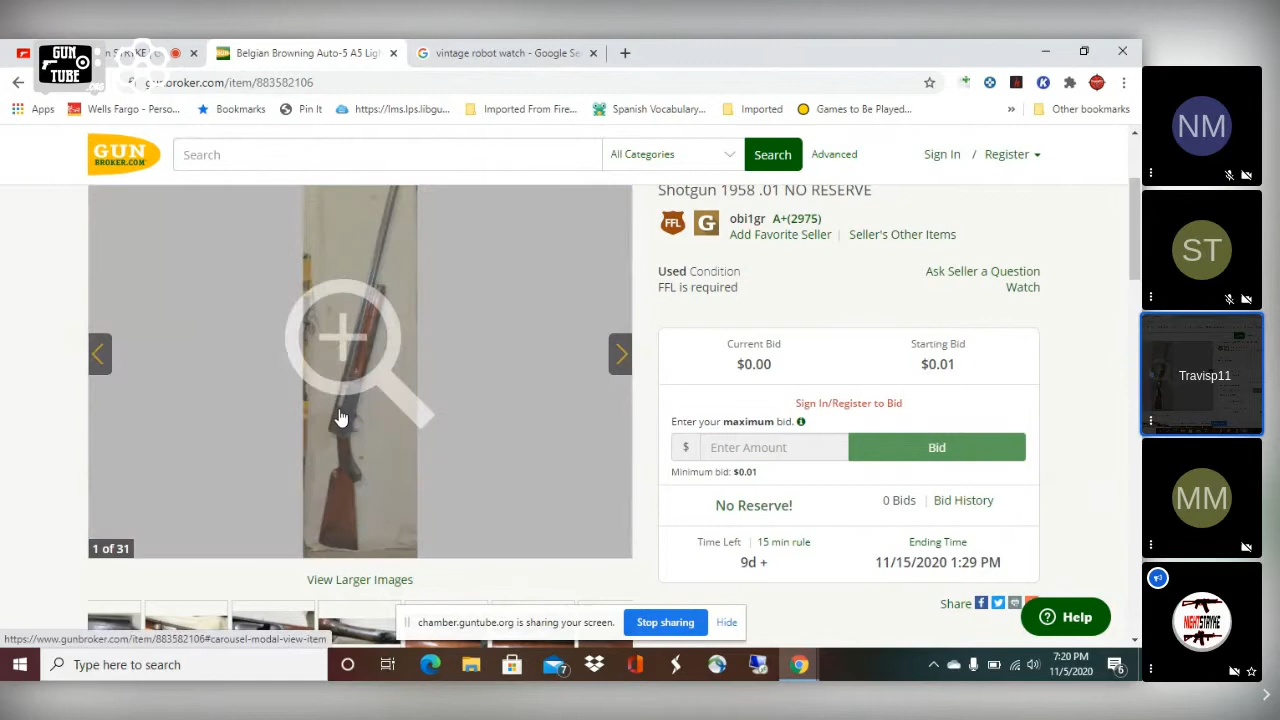 GUN
TUBE
.ORG
Belgian Browning Auto-5 A5 Ligh
vintage robot watch - Google Se
gunbroker.com/item/883582106
Apps
Wells Fargo - Perso...
Bookmarks
Pin It
https://lms.lps.libgu...
Imported From Fire...
Spanish Vocabulary...
Imported
Games to Be Played...
»
Other bookmarks
GUN
BROKER.COM
Search
All Categories
Search
Advanced
Sign In / Register
Shotgun 1958 .01 NO RESERVE
FFL
G
obi1gr A+(2975)
Add Favorite Seller | Seller's Other Items
Used Condition
FFL is required
Ask Seller a Question
Watch
Current Bid
$0.00
Starting Bid
$0.01
Sign In/Register to Bid
Enter your maximum bid.
$ Enter Amount
Bid
Minimum bid: $0.01
No Reserve!
0 Bids | Bid History
Time Left | 15 min rule
9d +
Ending Time
11/15/2020 1:29 PM
1 of 31
View Larger Images
Share
Help
chamber.guntube.org is sharing your screen.
Stop sharing
Hide
https://www.gunbroker.com/item/883582106#carousel-modal-view-item
Type here to search
7
7:20 PM
11/5/2020
6
NM
ST
Travisp11
MM
NIGHTSTRYKE